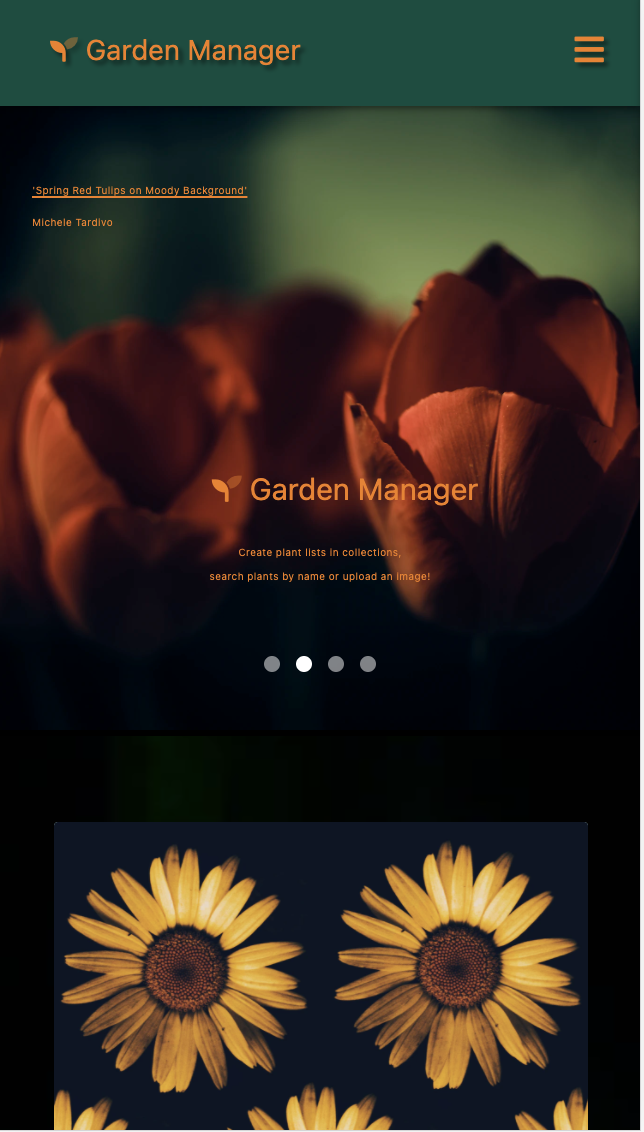 Garden Manager
'Spring Red Tulips on Moody Background'
Michele Tardivo
Garden Manager
Create plant lists in collections,
search plants by name or upload an image!